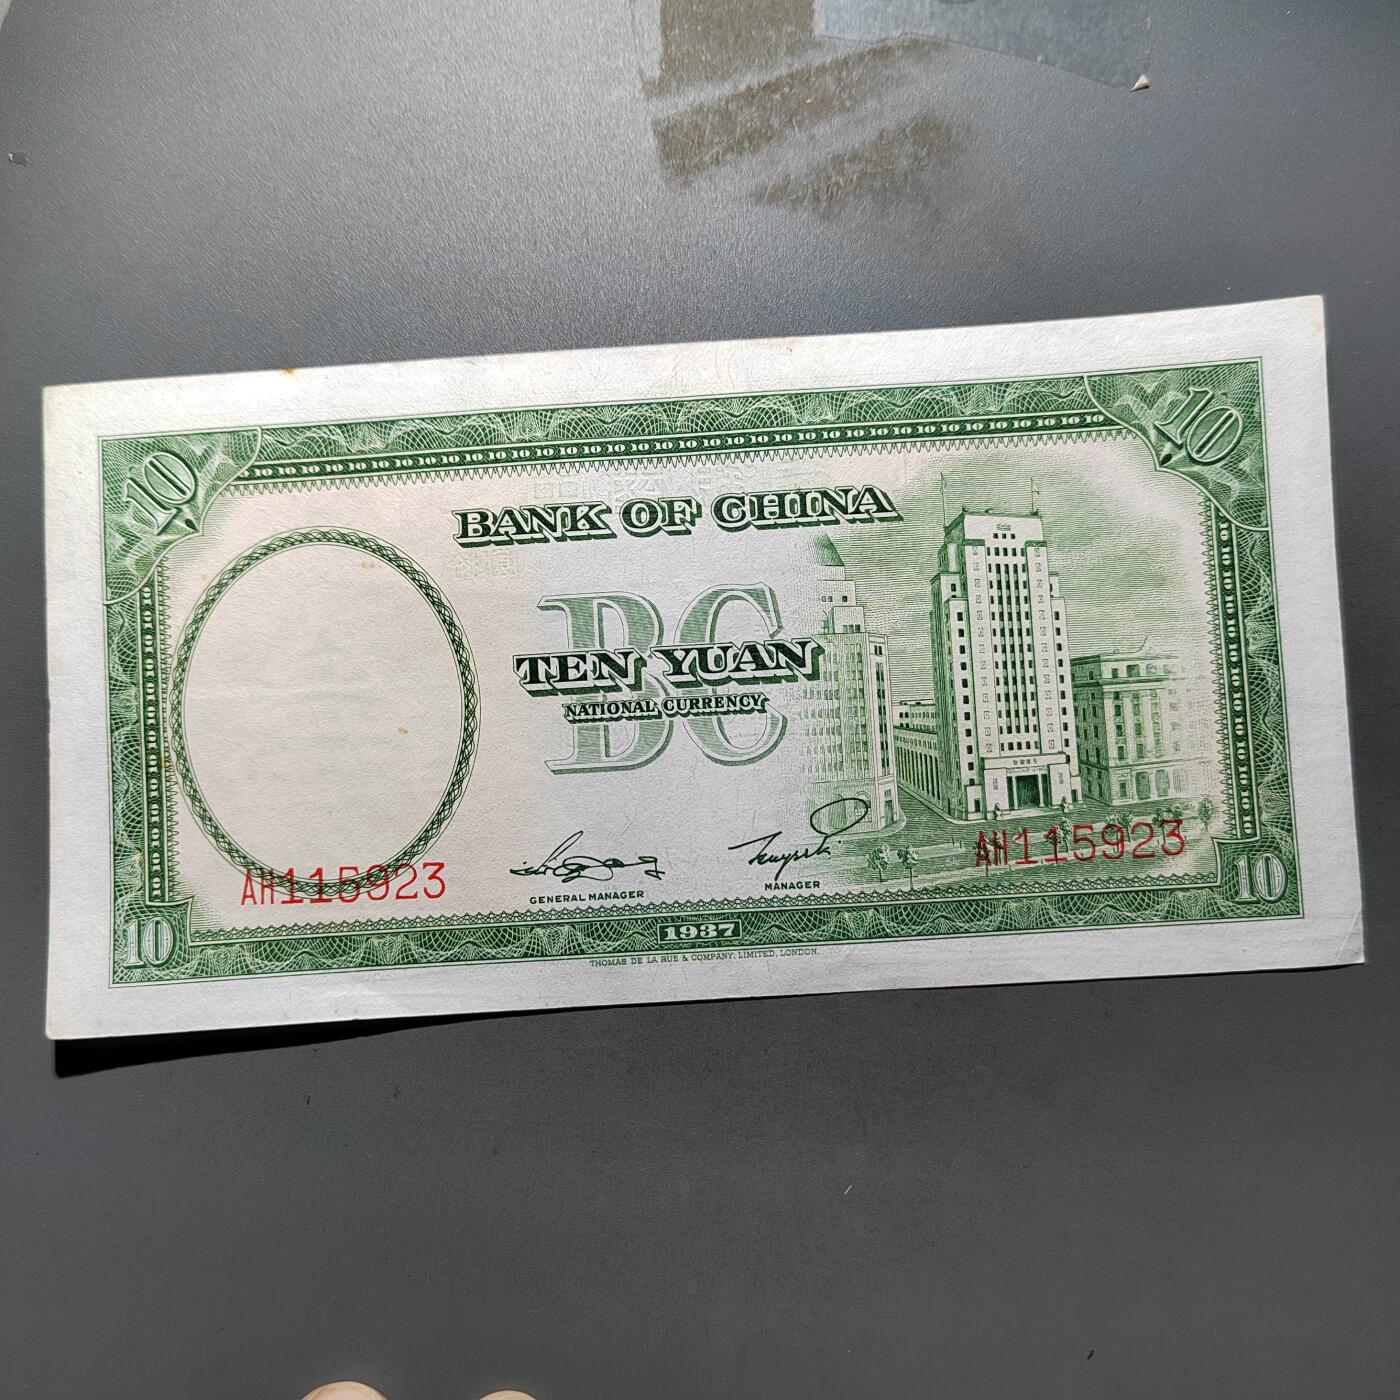 10
10
BANK OF CHINA
BC
TEN YUAN
NATIONAL CURRENCY
BC
AH115923
AH115923
GENERAL MANAGER
MANAGER
10
1937
10
THOMAS DE LA RUE & COMPANY, LIMITED, LONDON.